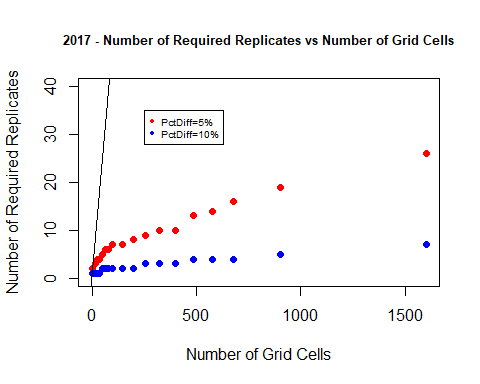 2017 - Number of Required Replicates vs Number of Grid Cells
Number of Required Replicates
40
30
20
10
0
PctDiff=5%
PctDiff=10%
0 500 1000 1500
Number of Grid Cells